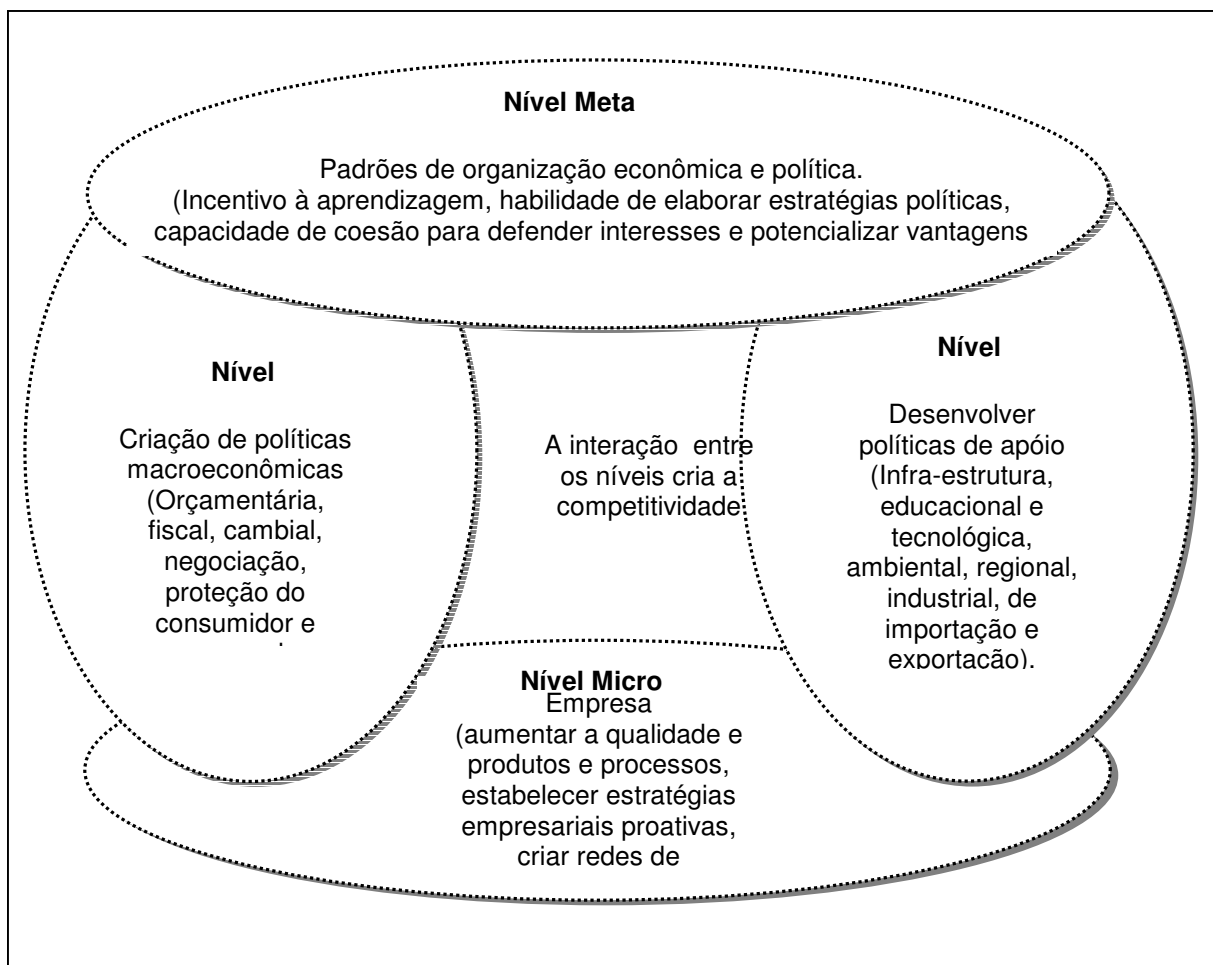 Nível Meta
Padrões de organização econômica e política.
(Incentivo à aprendizagem, habilidade de elaborar estratégias políticas,
capacidade de coesão para defender interesses e potencializar vantagens
Nível
Criação de políticas
macroeconômicas
(Orçamentária,
fiscal, cambial,
negociação,
proteção do
consumidor e
A interação entre
os níveis cria a
competitividade
Nível
Desenvolver
políticas de apóio
(Infra-estrutura,
educacional e
tecnológica,
ambiental, regional,
industrial, de
importação e
exportação).
Nível Micro
Empresa
(aumentar a qualidade e
produtos e processos,
estabelecer estratégias
empresariais proativas,
criar redes de